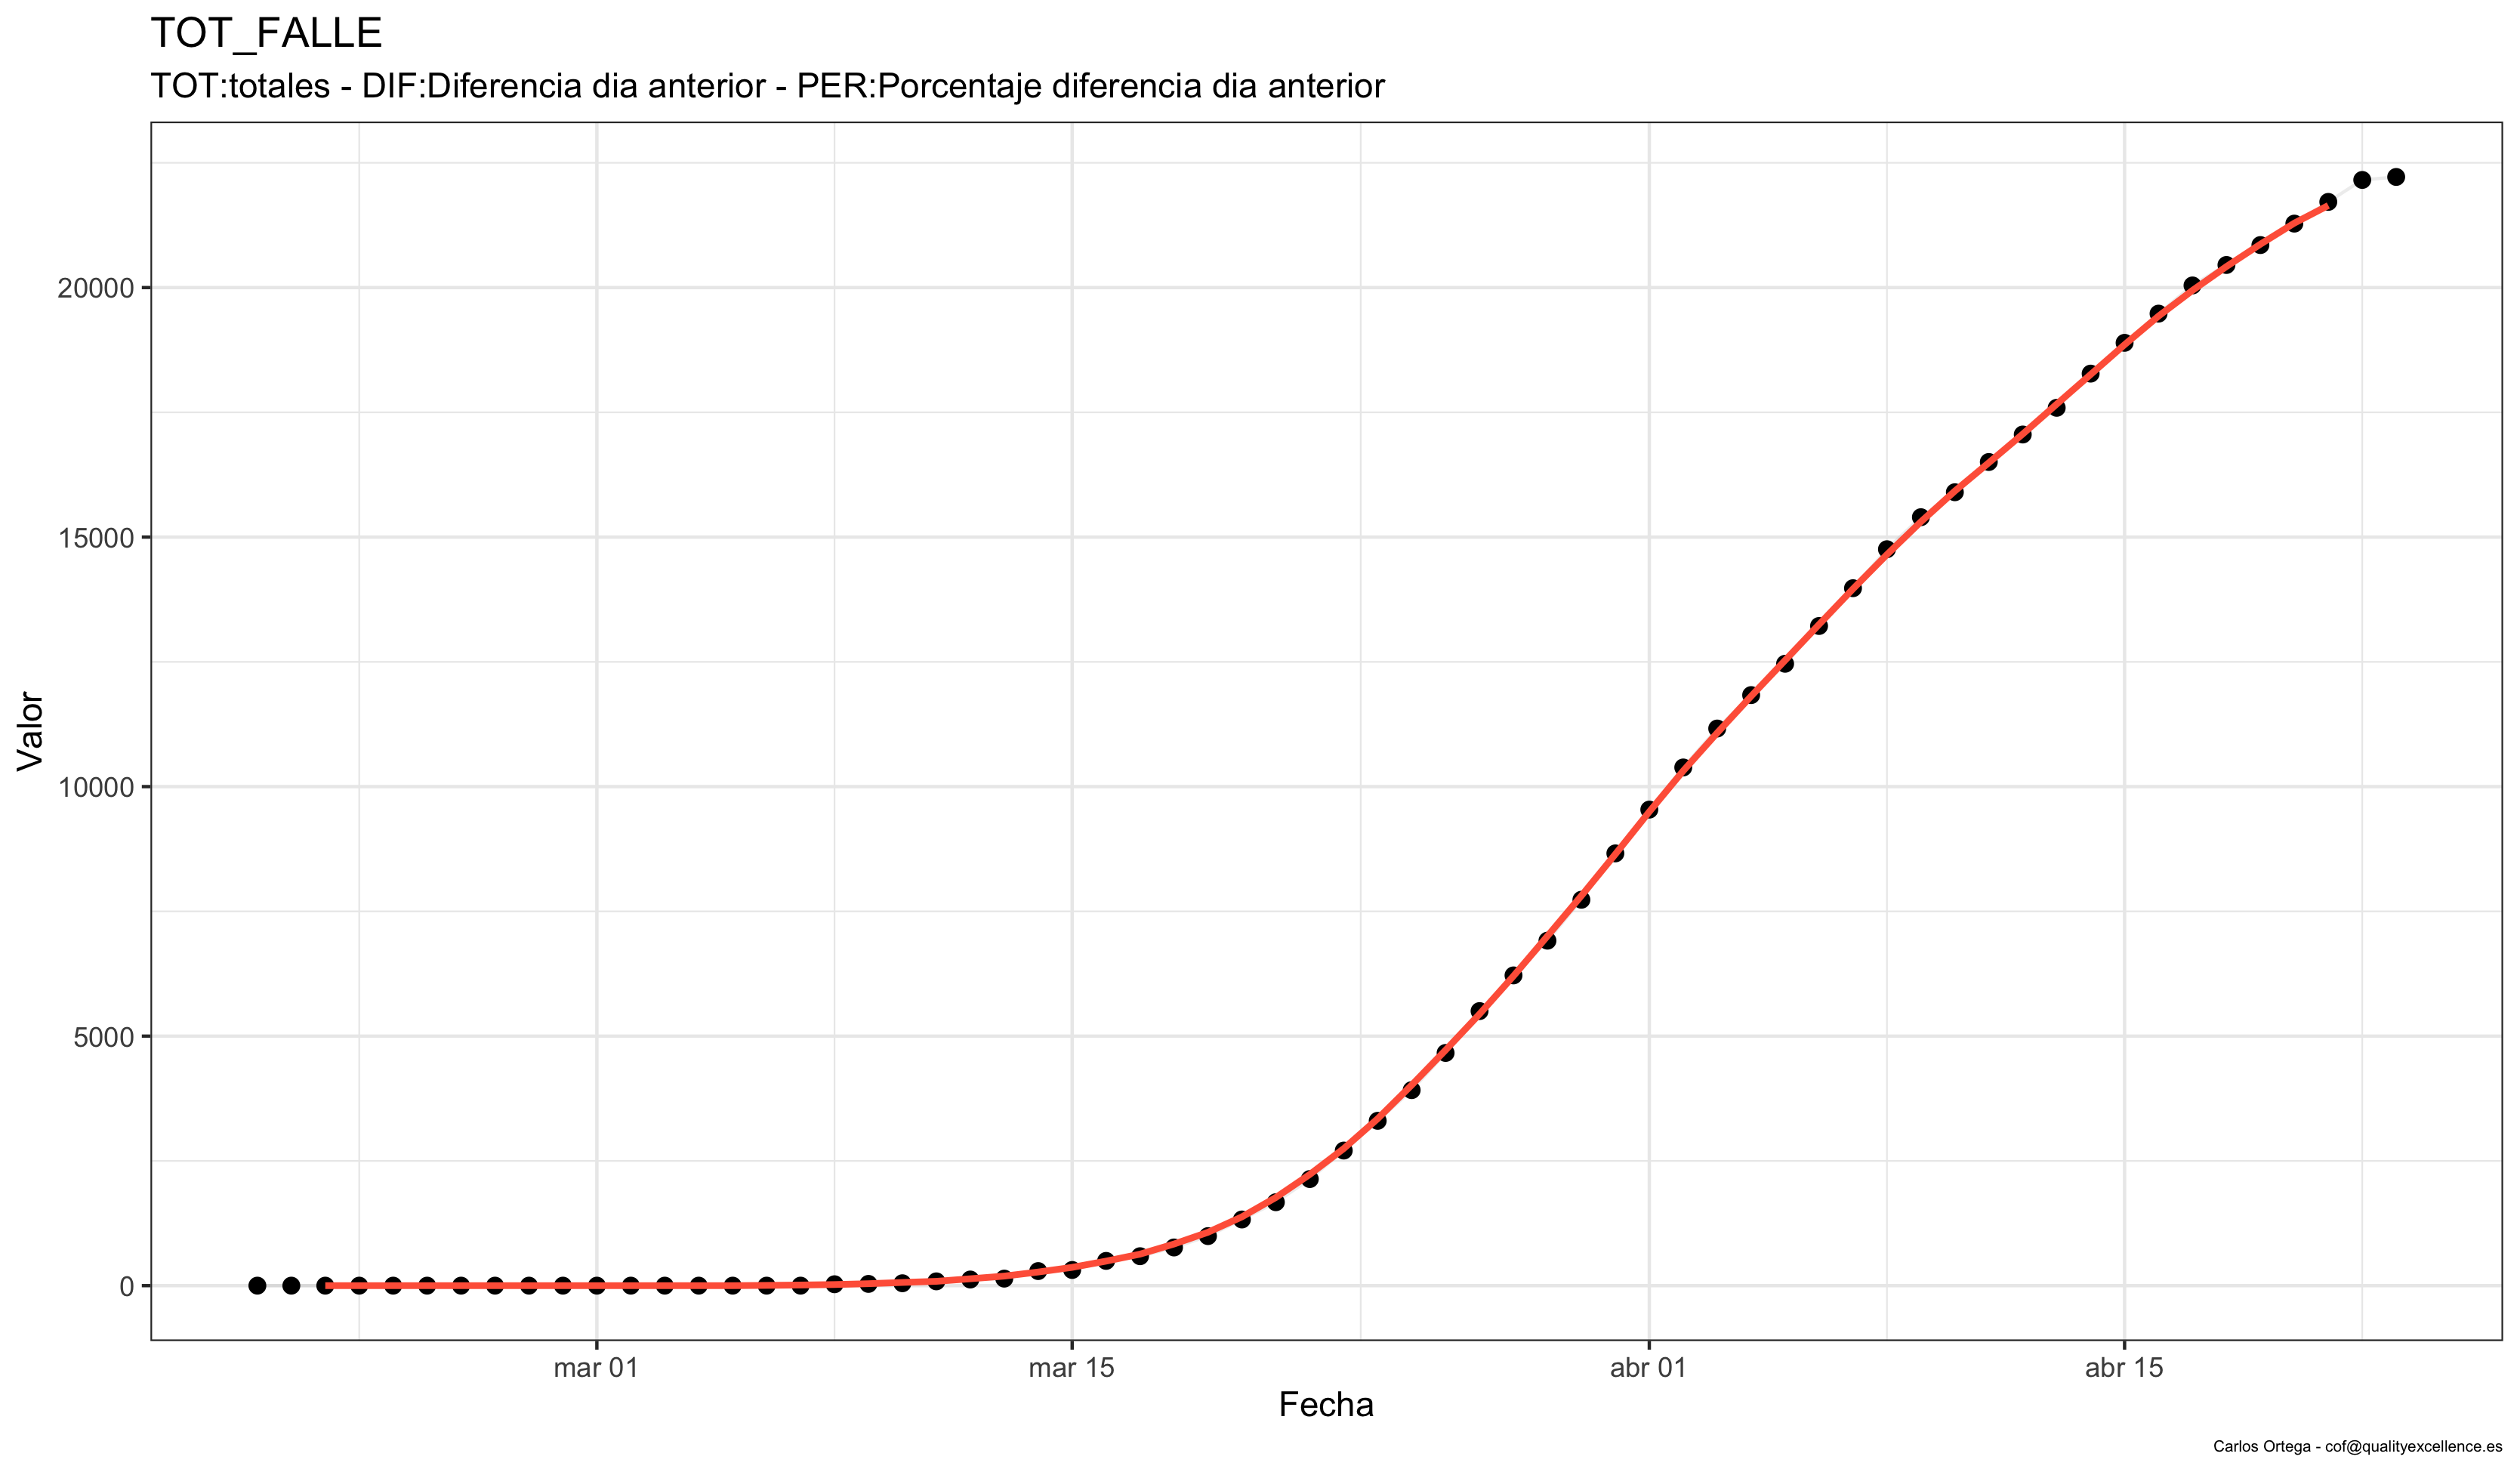 TOT_FALLE
TOT:totales - DIF:Diferencia dia anterior - PER:Porcentaje diferencia dia anterior
20000
15000
10000
5000
0
Valor
mar 01
mar 15
abr 01
abr 15
Fecha
Carlos Ortega - cof@qualityexcellence.es